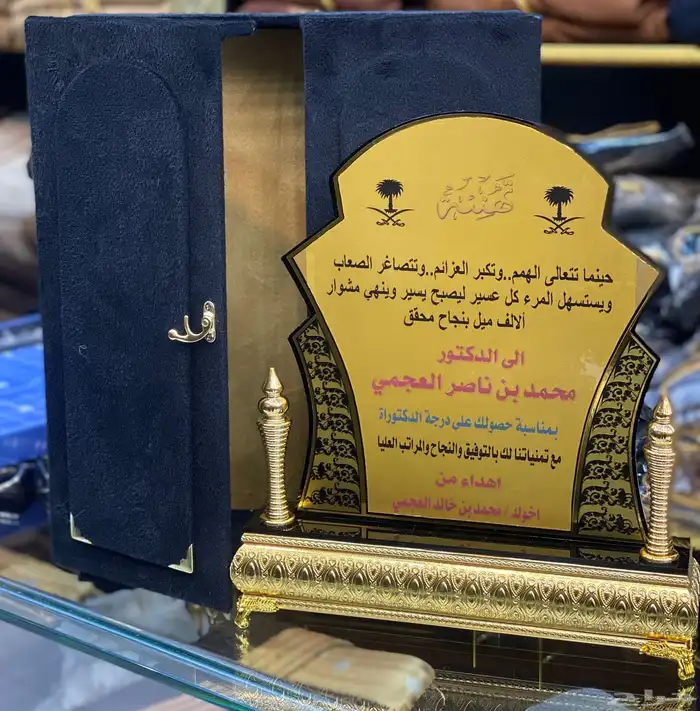 تهنئة
حينما تتعالى الهمم..وتكبر العزائم..وتتصاغر الصعاب
ويستسهل المرء كل عسير ليصبح يسير وينهي مشوار
ألالف ميل بنجاح محقق
الى الدكتور
محمد بن ناصر العجمي
بمناسبة حصولك على درجة الدكتوراة
مع تمنياتنا لك بالتوفيق والنجاح والمراتب العليا
اهداء من
اخوك / محمد بن خالد العجمي
حراج